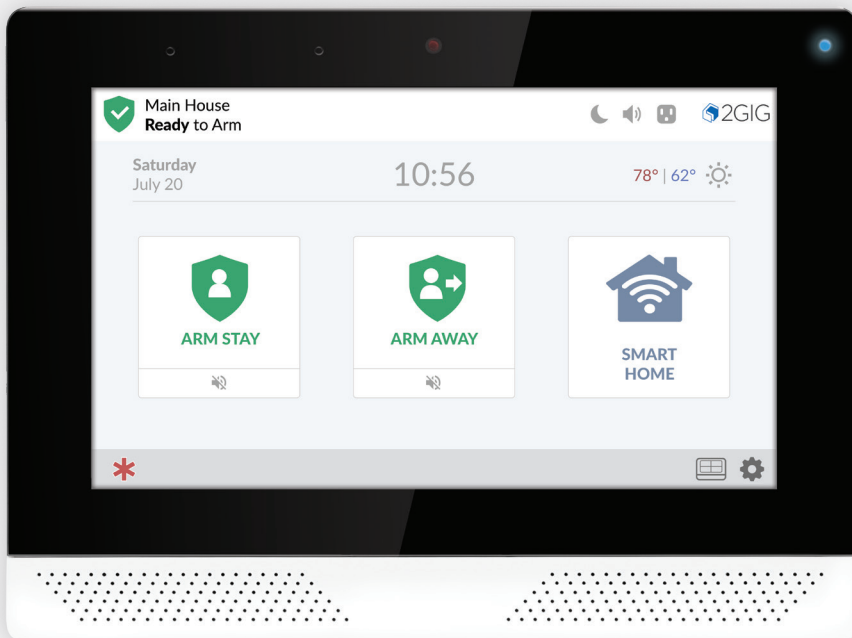 Main House
Ready to Arm
2GIG
Saturday
July 20
10:56
78° | 62°
ARM STAY
ARM AWAY
SMART
HOME